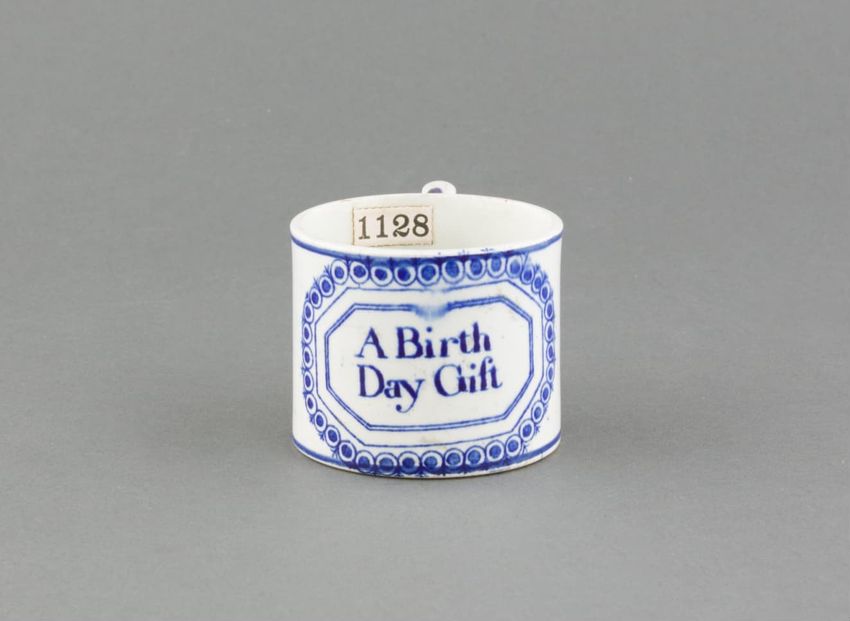 1128
A Birth
Day Gift